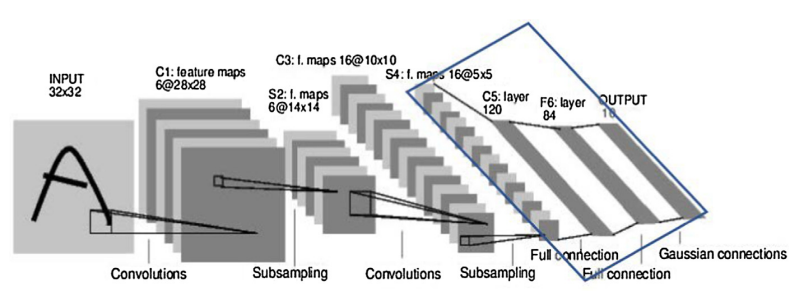 INPUT
32x32
C1: feature maps
6@28x28
S2: f. maps
6@14x14
C3: f. maps 16@10x10
S4: f. maps 16@5x5
C5: layer
120
F6: layer
84
OUTPUT
10
Convolutions
Subsampling
Convolutions
Subsampling
Full connection
Full connection
Gaussian connections